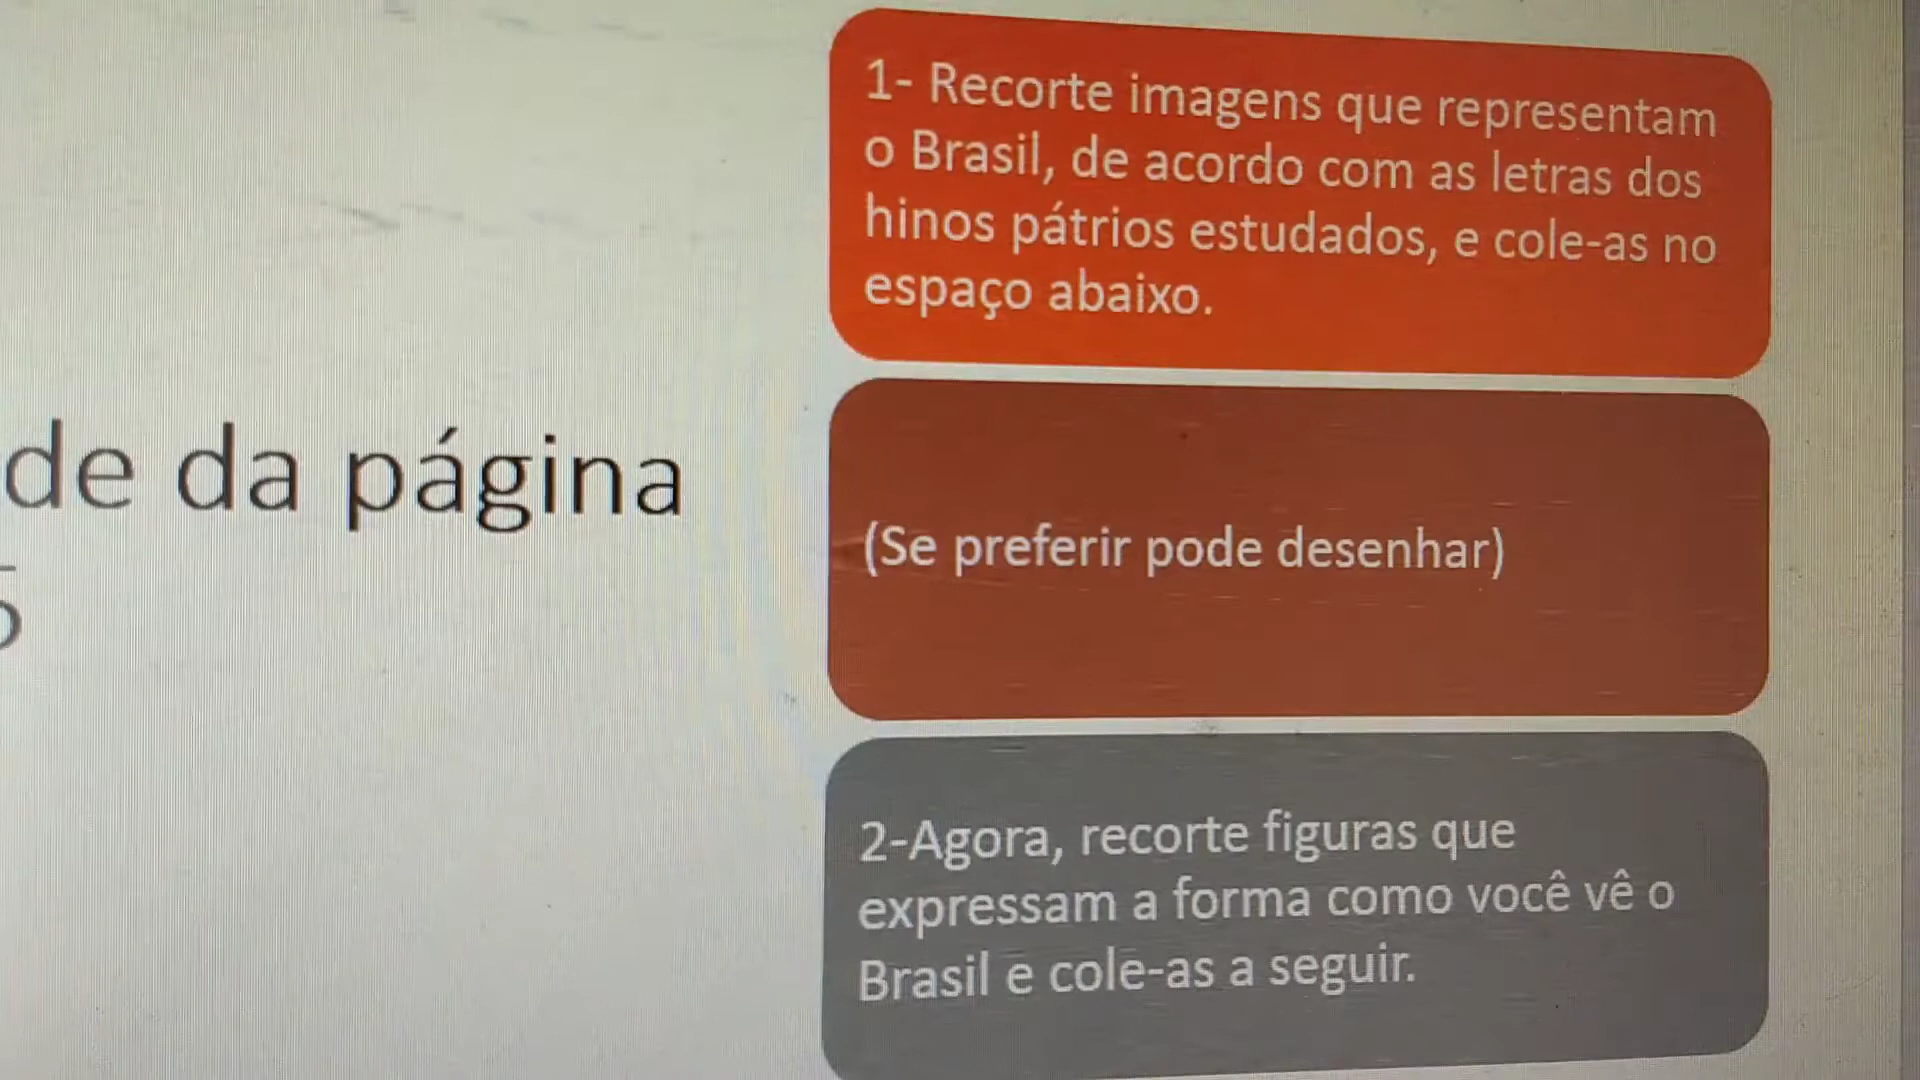 de da página
1- Recorte imagens que representam
o Brasil, de acordo com as letras dos
hinos pátrios estudados, e cole-as no
espaço abaixo.
(Se preferir pode desenhar)
2-Agora, recorte figuras que
expressam a forma como você vê o
Brasil e cole-as a seguir.